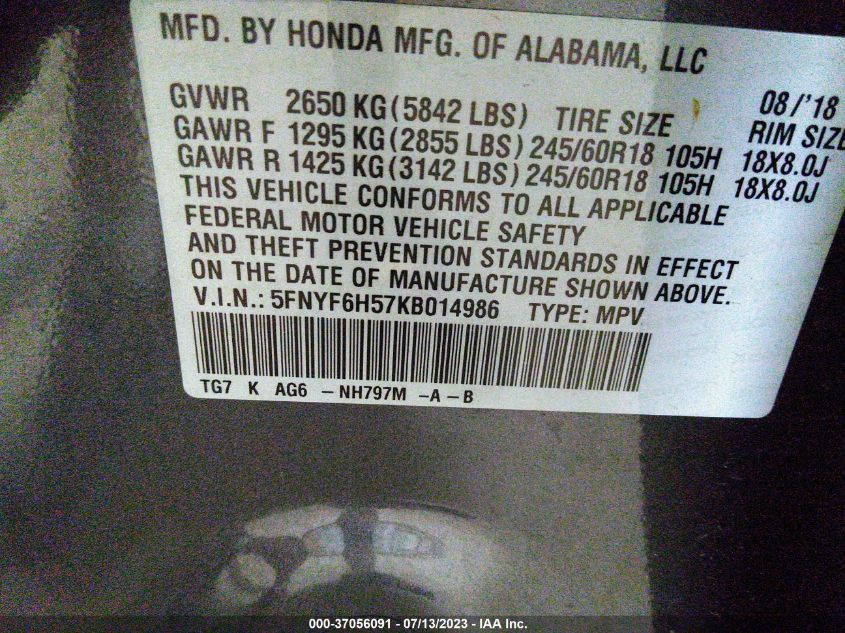 MFD. BY HONDA MFG. OF ALABAMA, LLC
08/'18
GVWR 2650 KG (5842 LBS) TIRE SIZE RIM SIZE
GAWR F 1295 KG (2855 LBS) 245/60R18 105H 18X8.0J
GAWR R 1425 KG (3142 LBS) 245/60R18 105H 18X8.0J
THIS VEHICLE CONFORMS TO ALL APPLICABLE
FEDERAL MOTOR VEHICLE SAFETY
AND THEFT PREVENTION STANDARDS IN EFFECT
ON THE DATE OF MANUFACTURE SHOWN ABOVE.
V.I.N.: 5FNYF6H57KB014986 TYPE: MPV
TG7 K AG6 – NH797M –A – B
000-37056091 - 07/13/2023 - IAA Inc.